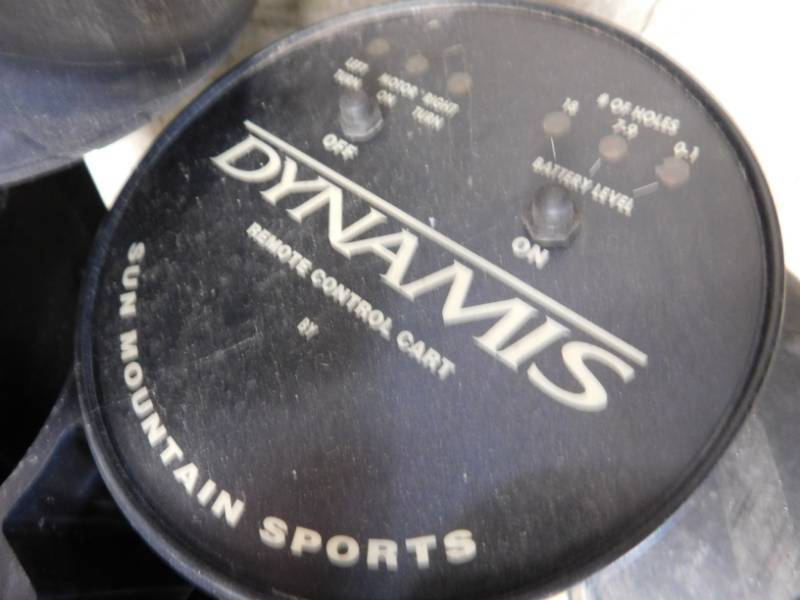 LEFT TURN
MOTOR ON
RIGHT TURN
OFF
# OF HOLES
18
7-9
0-1
BATTERY LEVEL
ON
DYNAMIS
REMOTE CONTROL CART
BY
SUN MOUNTAIN SPORTS